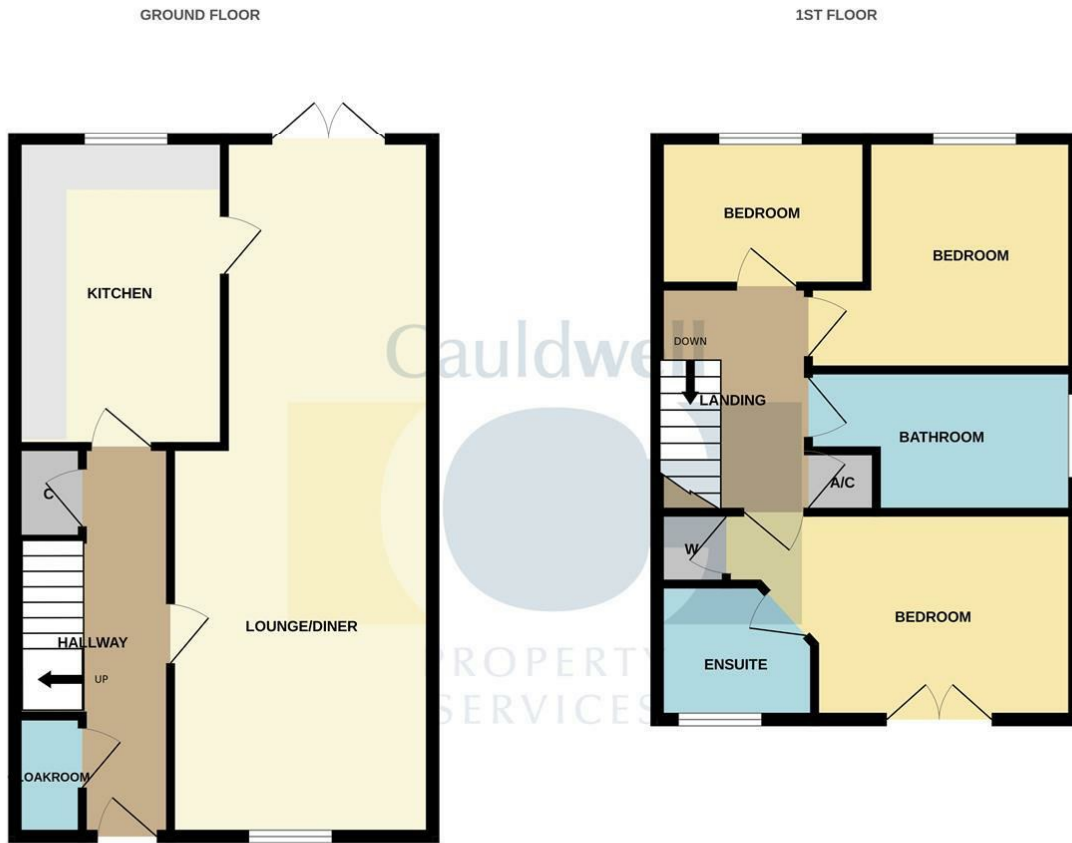 GROUND FLOOR
1ST FLOOR
KITCHEN
C
HALLWAY
UP
LOUNGE/DINER
CLOAKROOM
BEDROOM
BEDROOM
DOWN
LANDING
BATHROOM
A/C
W
BEDROOM
ENSUITE
Cauldwell
PROPERTY
SERVICES